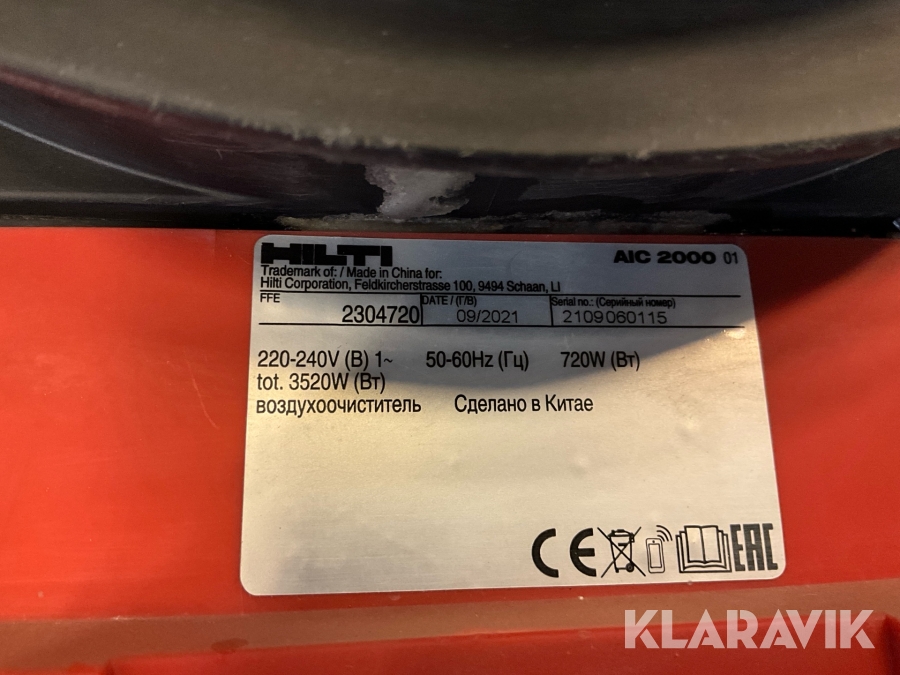 HILTI AIC 2000 01
Trademark of: / Made in China for:
Hilti Corporation, Feldkircherstrasse 100, 9494 Schaan, LI
FFE DATE / (Г/В) Serial no.: (Серийный номер)
2304720 09/2021 2109060115
220-240V (В) 1~ 50-60Hz (Гц) 720W (Вт)
tot. 3520W (Вт)
воздухоочиститель Сделано в Китае
CE EAC
KLARAVIK